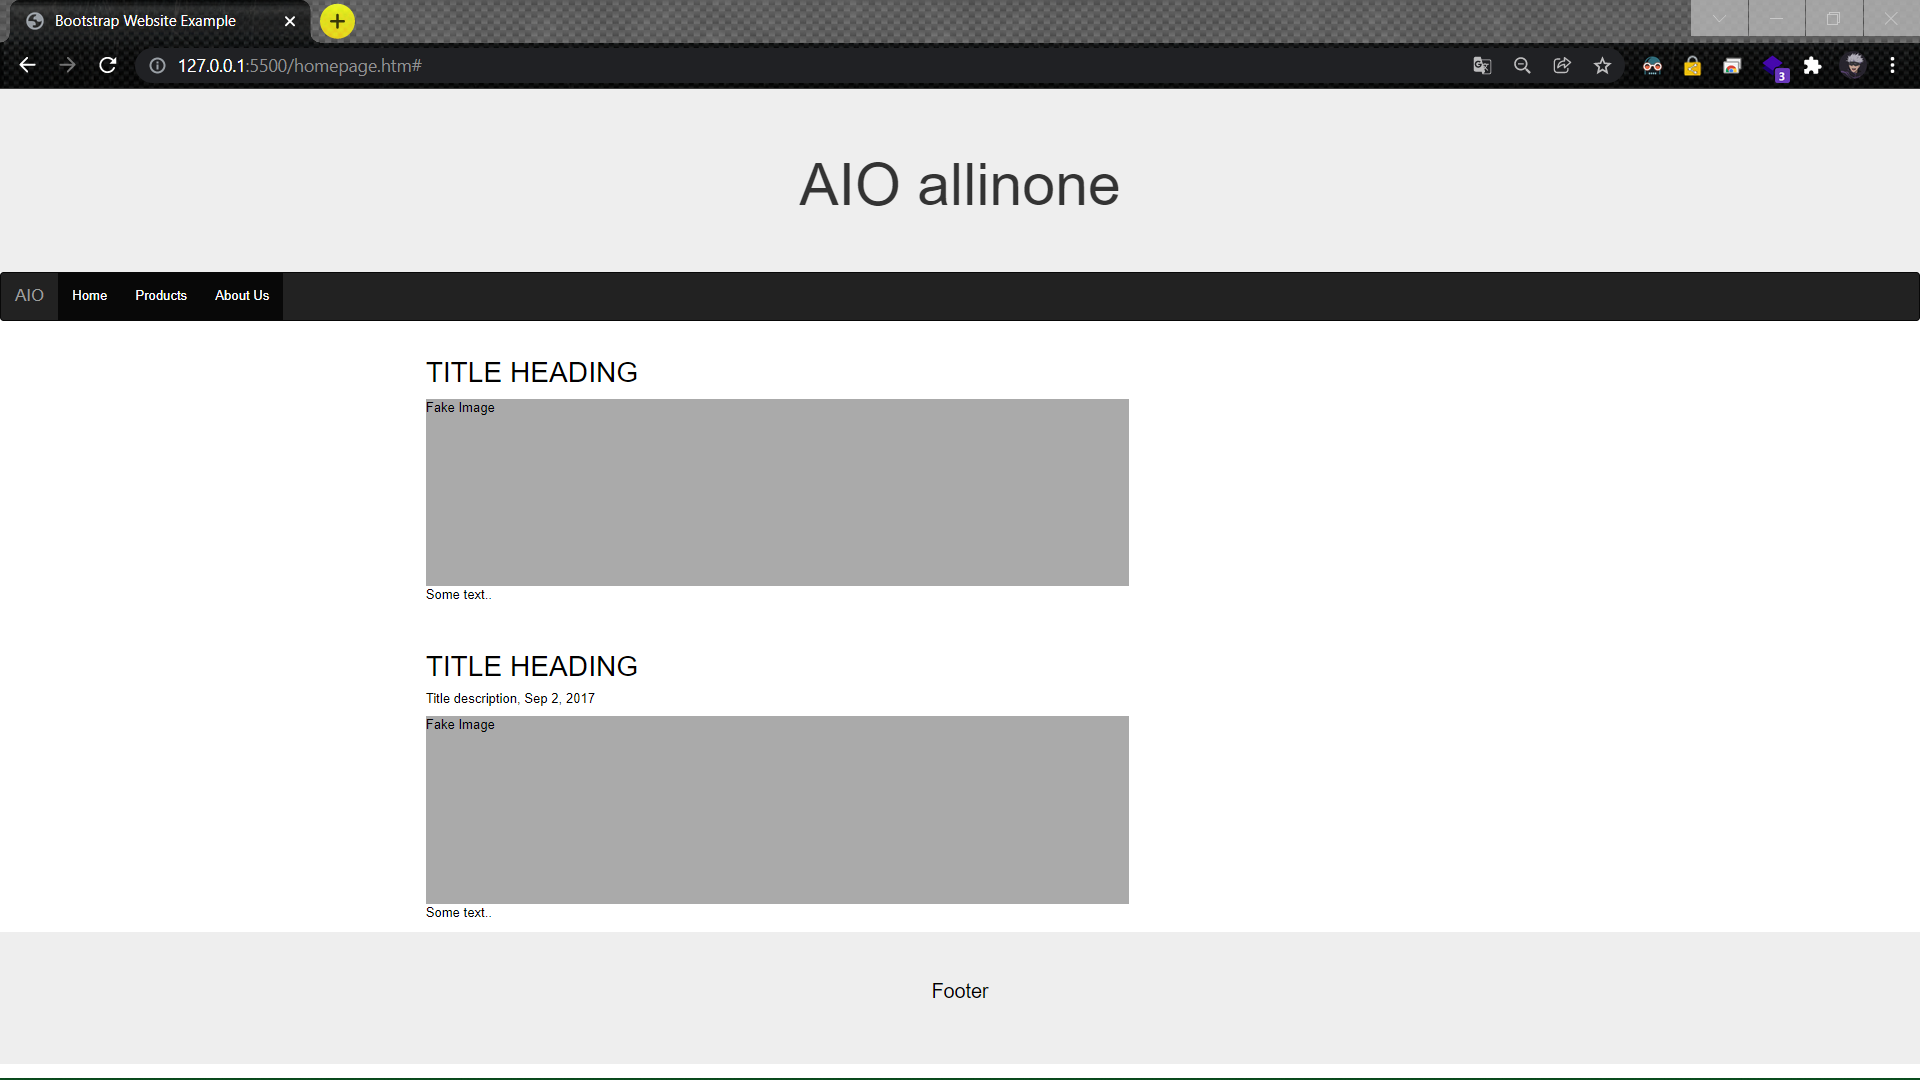 Bootstrap Website Example
127.0.0.1:5500/homepage.htm#
3
AIO allinone
AIO Home Products About Us
TITLE HEADING
Fake Image
Some text..
TITLE HEADING
Title description, Sep 2, 2017
Fake Image
Some text..
Footer